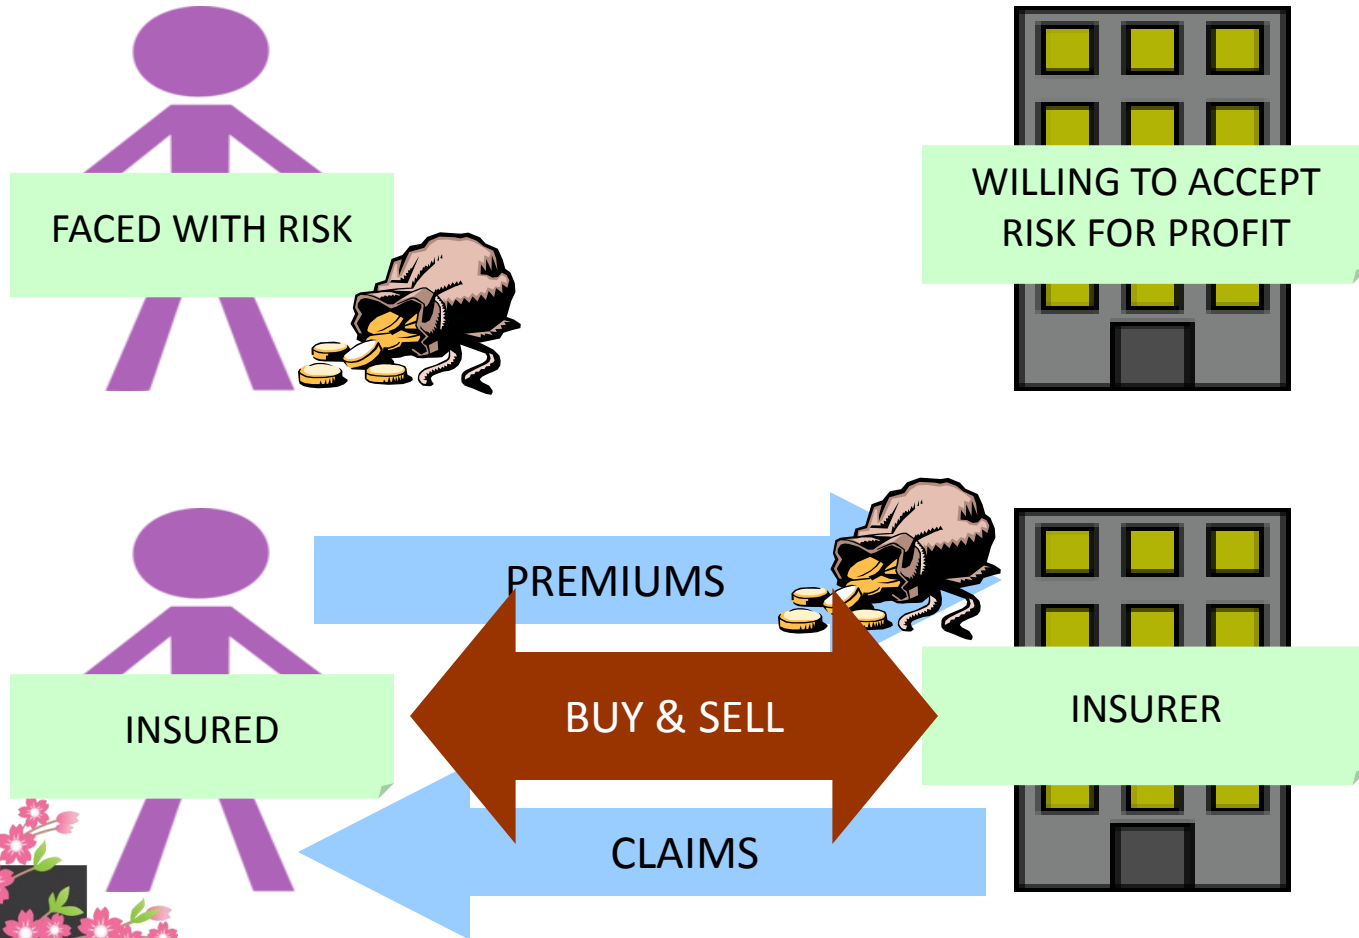 FACED WITH RISK
WILLING TO ACCEPT
RISK FOR PROFIT
PREMIUMS
INSURED
BUY & SELL
INSURER
CLAIMS